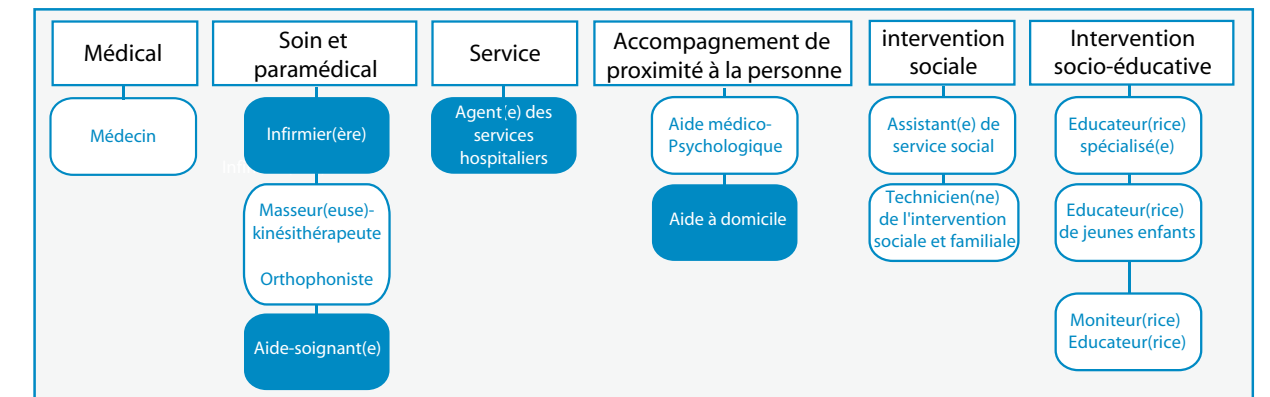 Médical
Médecin
Soin et
paramédical
Infirmier(ère)
Masseur(euse)-
kinésithérapeute
Orthophoniste
Aide-soignant(e)
Service
Agent(e) des
services
hospitaliers
Accompagnement de
proximité à la personne
Aide médico-
Psychologique
Aide à domicile
intervention
sociale
Assistant(e) de
service social
Technicien(ne)
de l'intervention
sociale et familiale
Intervention
socio-éducative
Educateur(rice)
spécialisé(e)
Educateur(rice)
de jeunes enfants
Moniteur(rice)
Educateur(rice)